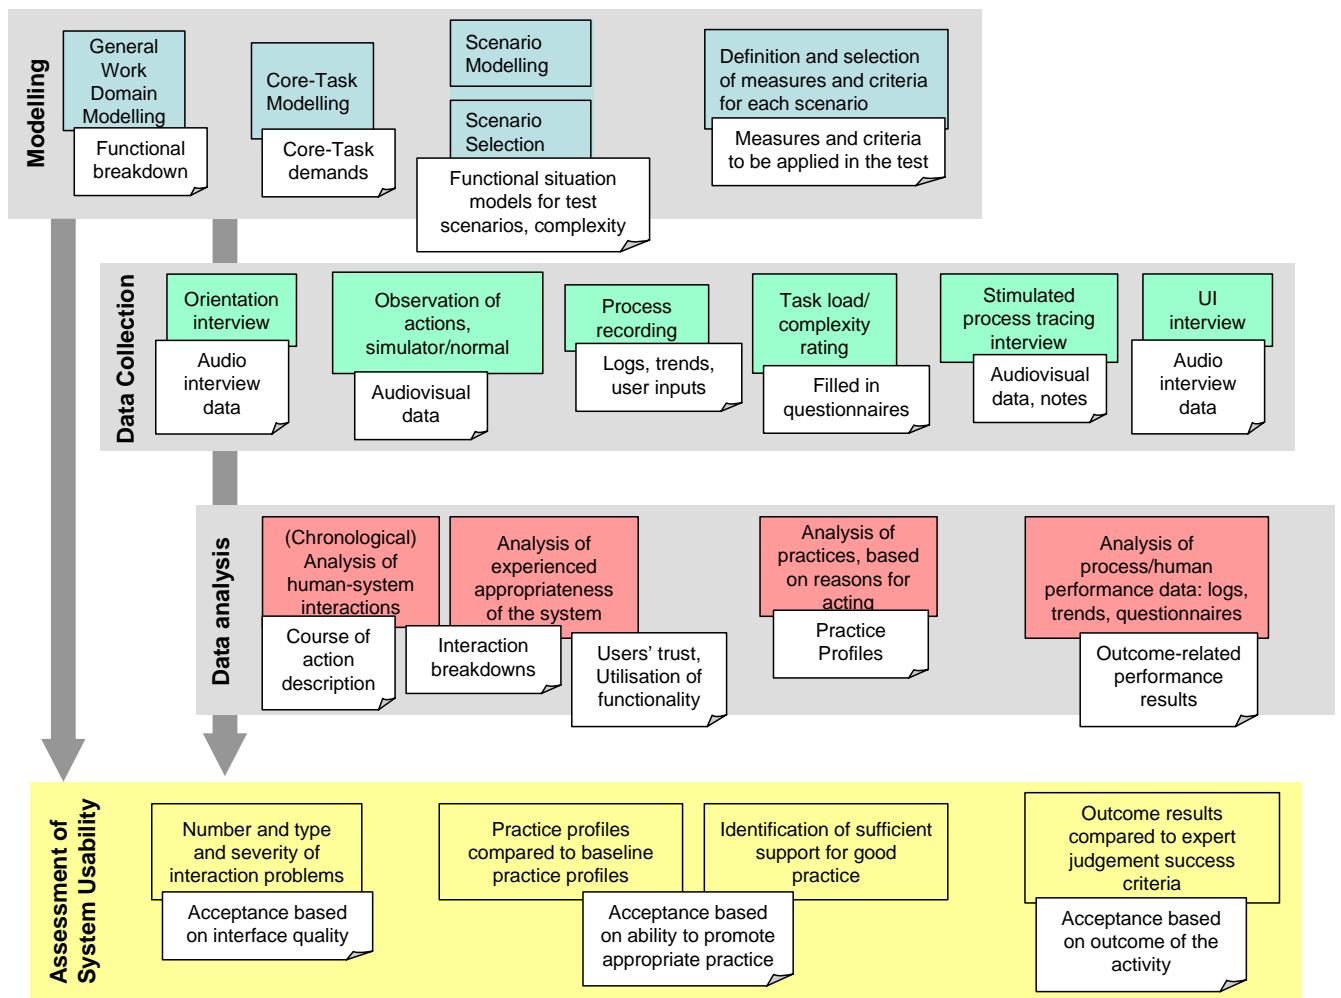 Modelling
General
Work
Domain
Modelling
Functional
breakdown
Core-Task
Modelling
Core-Task
demands
Scenario
Modelling
Scenario
Selection
Functional situation
models for test
scenarios, complexity
Definition and selection
of measures and criteria
for each scenario
Measures and criteria
to be applied in the test
Data Collection
Orientation
interview
Audio
interview
data
Observation of
actions,
simulator/normal
Audiovisual
data
Process
recording
Logs, trends,
user inputs
Task load/
complexity
rating
Filled in
questionnaires
Stimulated
process tracing
interview
Audiovisual
data, notes
UI
interview
Audio
interview
data
Data analysis
(Chronological)
Analysis of
human-system
interactions
Course of
action
description
Analysis of
experienced
appropriateness
of the system
Interaction
breakdowns
Users’ trust,
Utilisation of
functionality
Analysis of
practices, based
on reasons for
acting
Practice
Profiles
Analysis of
process/human
performance data: logs,
trends, questionnaires
Outcome-related
performance
results
Assessment of
System Usability
Number and type
and severity of
interaction problems
Acceptance based
on interface quality
Practice profiles
compared to baseline
practice profiles
Identification of sufficient
support for good
practice
Acceptance based
on ability to promote
appropriate practice
Outcome results
compared to expert
judgement success
criteria
Acceptance based
on outcome of the
activity